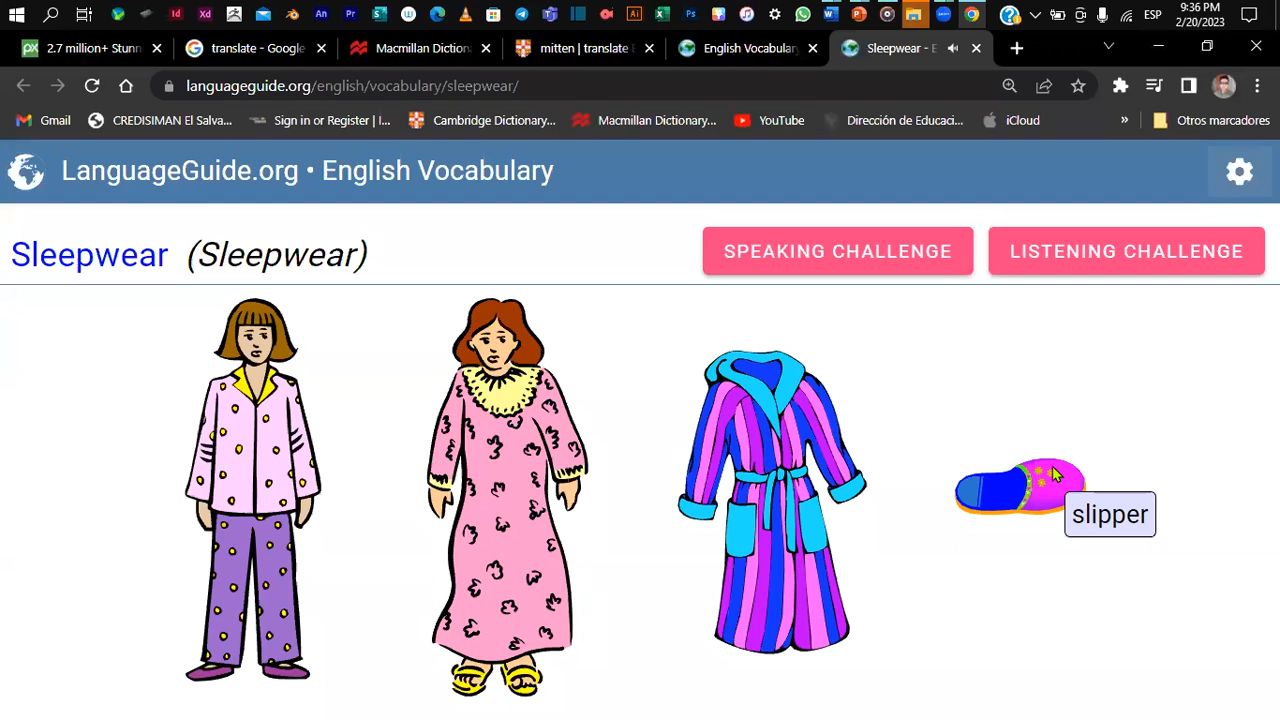 9:36 PM
ESP
2/20/2023
2.7 million+ Stunn
translate - Google
Macmillan Dictiona
mitten | translate E
English Vocabulary
Sleepwear - E
languageguide.org/english/vocabulary/sleepwear/
Gmail
CREDISIMAN El Salva...
Sign in or Register | I...
Cambridge Dictionary...
Macmillan Dictionary...
YouTube
Dirección de Educaci...
iCloud
»
Otros marcadores
LanguageGuide.org • English Vocabulary
Sleepwear (Sleepwear)
SPEAKING CHALLENGE
LISTENING CHALLENGE
slipper